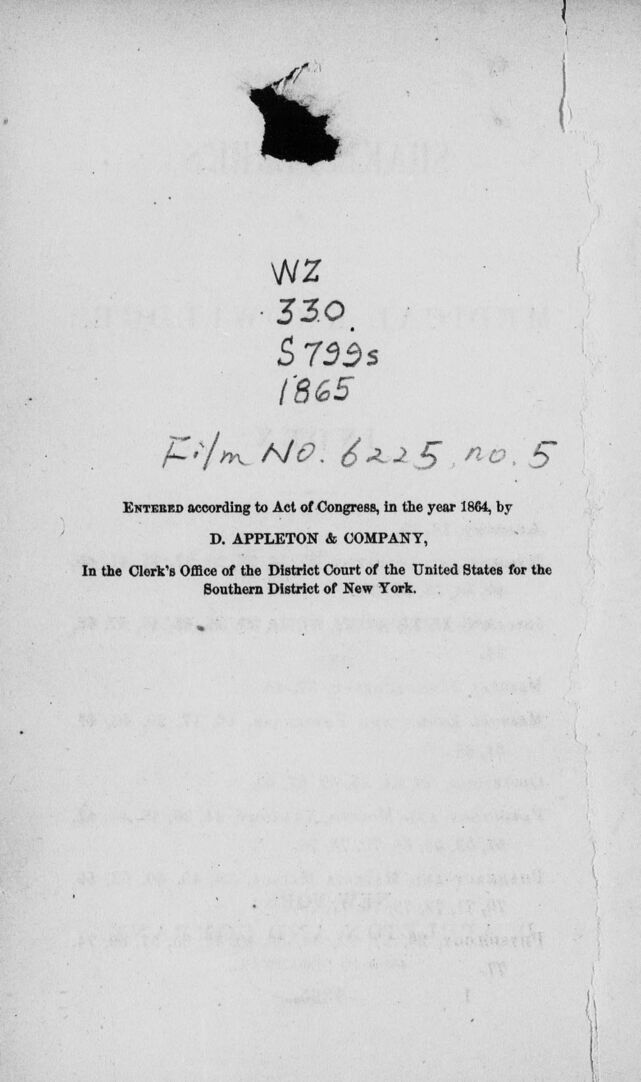 WZ
330
S799s
1865
Film No. 6225, no. 5
ENTERED according to Act of Congress, in the year 1864, by
D. APPLETON & COMPANY,
In the Clerk's Office of the District Court of the United States for the
Southern District of New York.